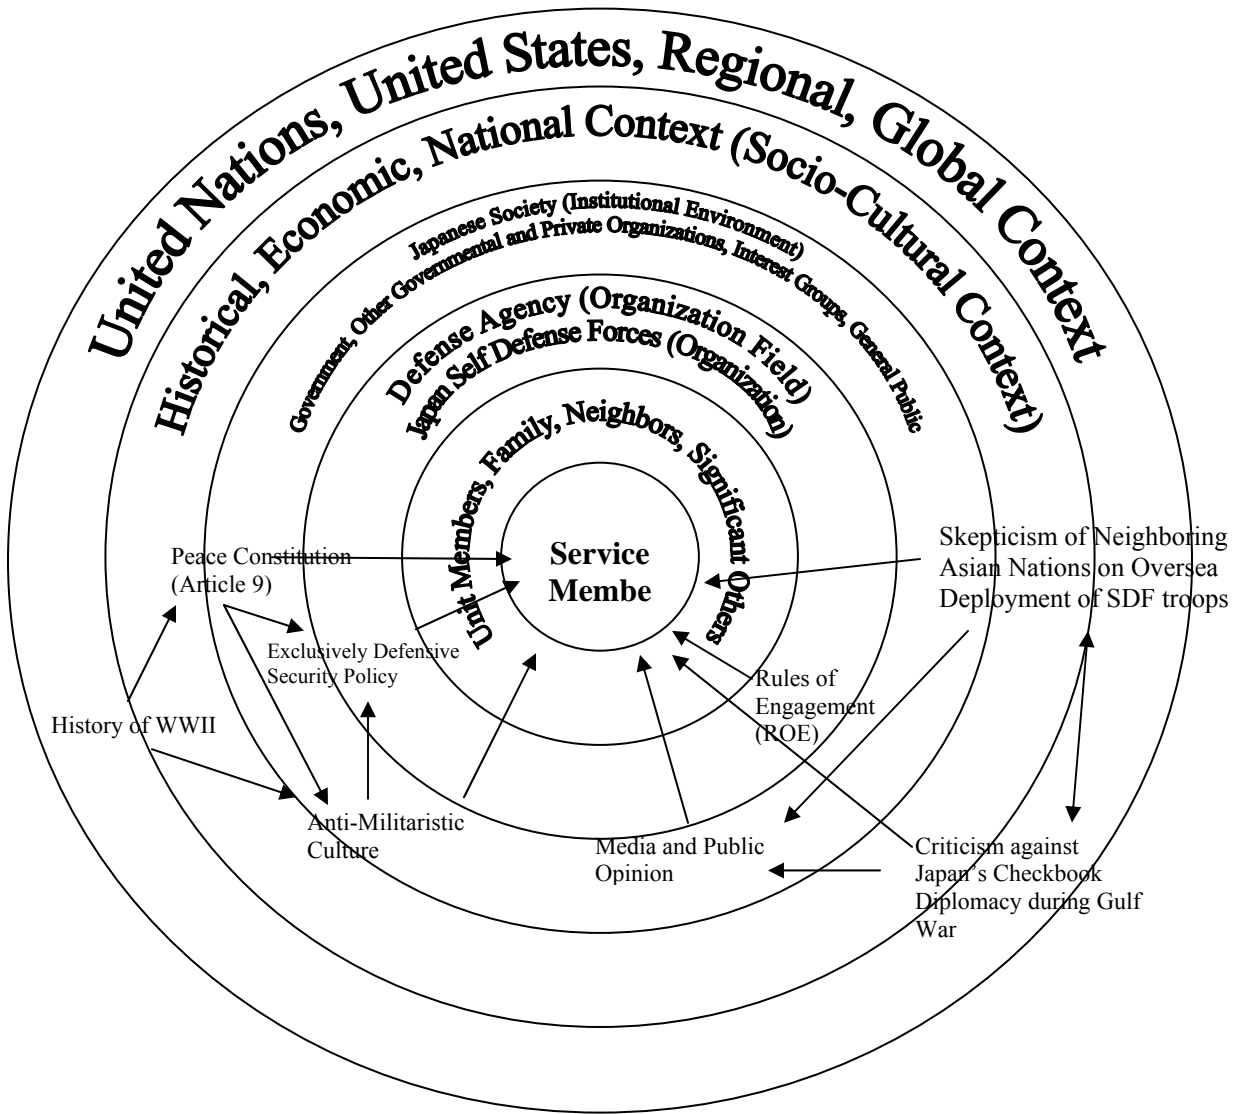 United Nations, United States, Regional, Global Context
Historical, Economic, National Context (Socio-Cultural Context)
Japanese Society (Institutional Environment)
Government, Other Governmental and Private Organizations, Interest Groups, General Public
Defense Agency (Organization Field)
Japan Self Defense Forces (Organization)
Unit Members, Family, Neighbors, Significant Others
Service
Membe
Peace Constitution
(Article 9)
Skepticism of Neighboring
Asian Nations on Oversea
Deployment of SDF troops
Exclusively Defensive
Security Policy
Rules of
Engagement
(ROE)
History of WWII
Anti-Militaristic
Culture
Media and Public
Opinion
Criticism against
Japan's Checkbook
Diplomacy during Gulf
War